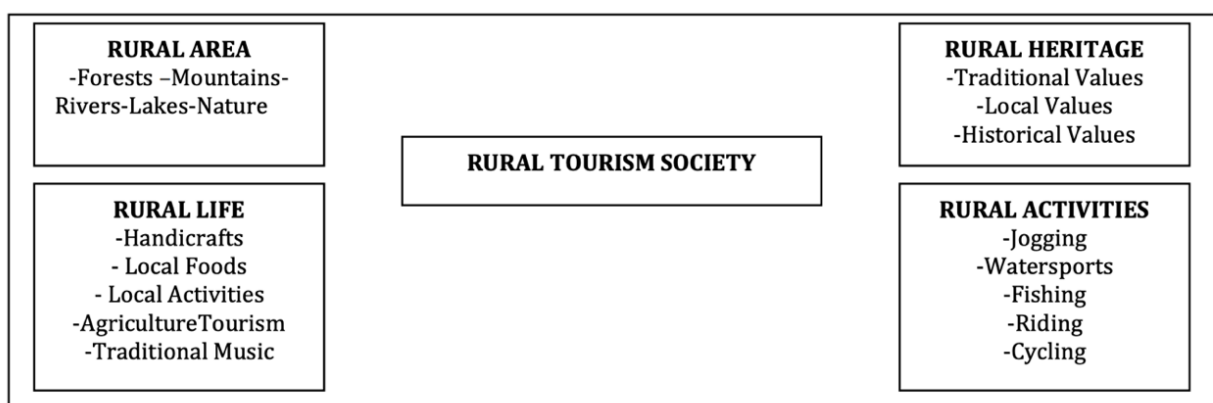 RURAL AREA
-Forests –Mountains-
Rivers-Lakes-Nature
RURAL LIFE
-Handicrafts
- Local Foods
- Local Activities
-AgricultureTourism
-Traditional Music
RURAL TOURISM SOCIETY
RURAL HERITAGE
-Traditional Values
-Local Values
-Historical Values
RURAL ACTIVITIES
-Jogging
-Watersports
-Fishing
-Riding
-Cycling